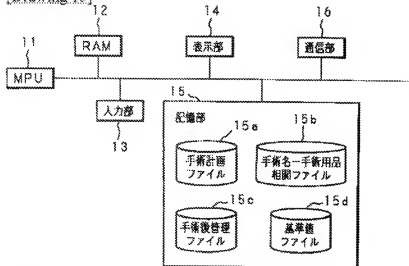 12
14
16
11
RAM
表示部
通信部
MPU
入力部
13
15
記憶部
15a
15b
手術計画
ファイル
手術名ー手術用品
相関ファイル
15c
15d
手術後管理
ファイル
基準値
ファイル